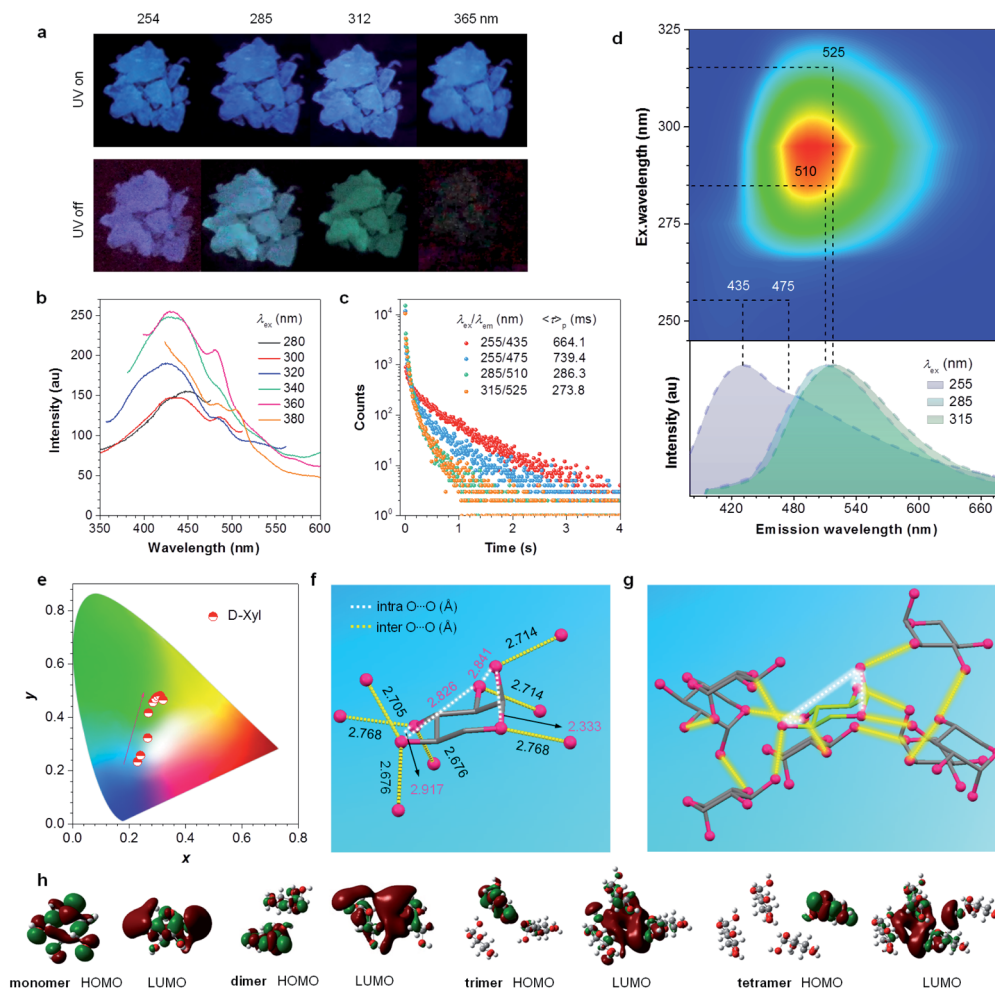 254 285 312 365 nm
a
UV on
UV off
b
Intensity (au)
250
200
150
100
50
0
350 400 450 500 550 600
Wavelength (nm)
λex (nm)
280
300
320
340
360
380
c
Counts
10⁴
10³
10²
10¹
10⁰
0 1 2 3 4
Time (s)
λex/λem (nm) <τ>p (ms)
255/435 664.1
255/475 739.4
285/510 286.3
315/525 273.8
d
Ex.wavelength (nm)
325
300
275
250
525
510
435 475
Intensity (au)
λex (nm)
255
285
315
420 480 540 600 660
Emission wavelength (nm)
e
y
0.8
0.6
0.4
0.2
0.0
0.0 0.2 0.4 0.6 0.8
x
D-Xyl
f
intra O···O (Å)
inter O···O (Å)
2.714
2.841
2.826
2.705
2.714
2.768
2.333
2.768
2.676
2.676
2.917
g
h
monomer HOMO LUMO dimer HOMO LUMO trimer HOMO LUMO tetramer HOMO LUMO